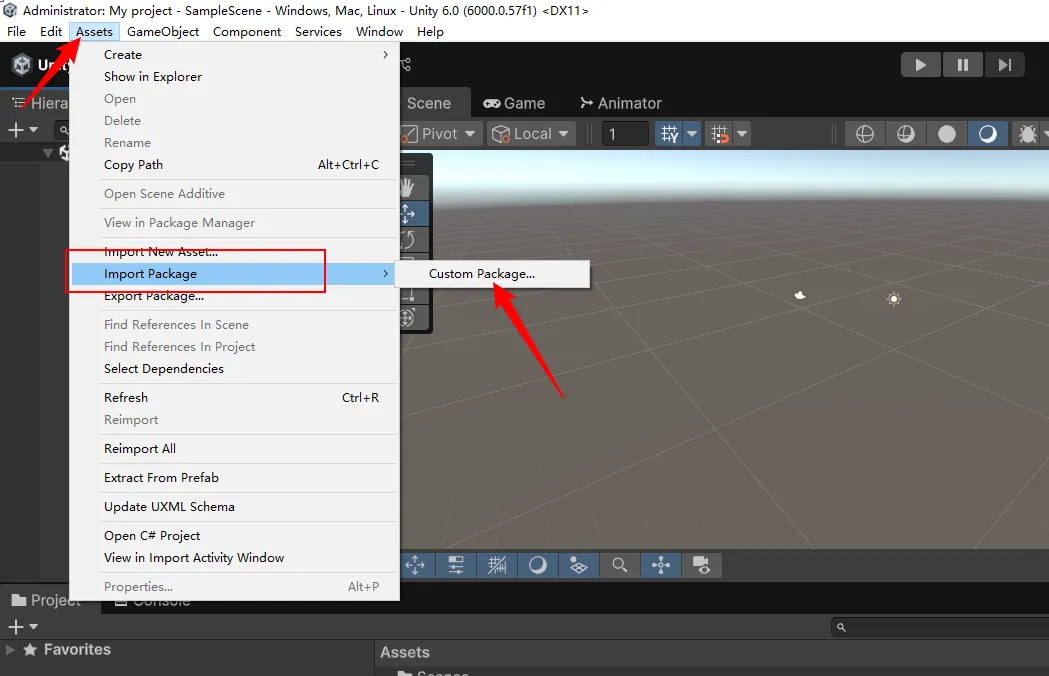 Administrator: My project - SampleScene - Windows, Mac, Linux - Unity 6.0 (6000.0.57f1) <DX11>
File Edit Assets GameObject Component Services Window Help
Create
Show in Explorer
Open
Delete
Rename
Copy Path Alt+Ctrl+C
Open Scene Additive
View in Package Manager
Import New Asset...
Import Package
Custom Package...
Export Package...
Find References In Scene
Find References In Project
Select Dependencies
Refresh Ctrl+R
Reimport
Reimport All
Extract From Prefab
Update UXML Schema
Open C# Project
View in Import Activity Window
Properties... Alt+P
Scene Game Animator
Pivot Local 1
Project Console
Favorites
Assets
Scenes